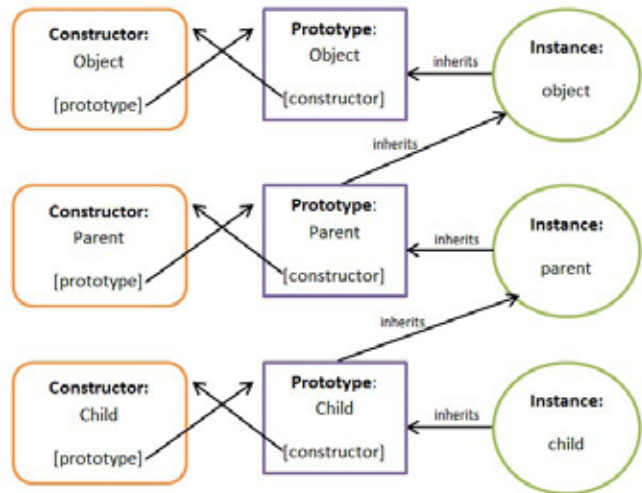 Constructor:
Object
[prototype]
Prototype:
Object
[constructor]
inherits
Instance:
object
inherits
Constructor:
Parent
[prototype]
Prototype:
Parent
[constructor]
inherits
Instance:
parent
inherits
Constructor:
Child
[prototype]
Prototype:
Child
[constructor]
inherits
Instance:
child